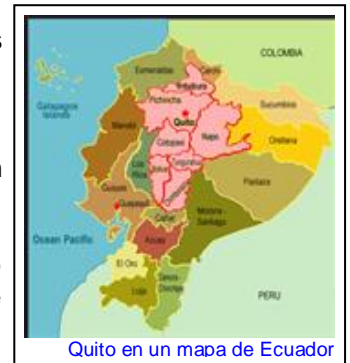 COLOMBIA
Esmeraldas
Carchi
Imbabura
Galapagos
Islands
Pichincha
Sucumbios
Quito
Manabi
Napo
Orellana
Cotopaxi
Los
Rios
Tungurahua
Pastaza
Guayas
Guayaquil
Morona -
Santiago
Cañar
Ocean Pacific
Azuay
El Oro
PERU
Loja
Zamora -
Chinchipe
Quito en un mapa de Ecuador